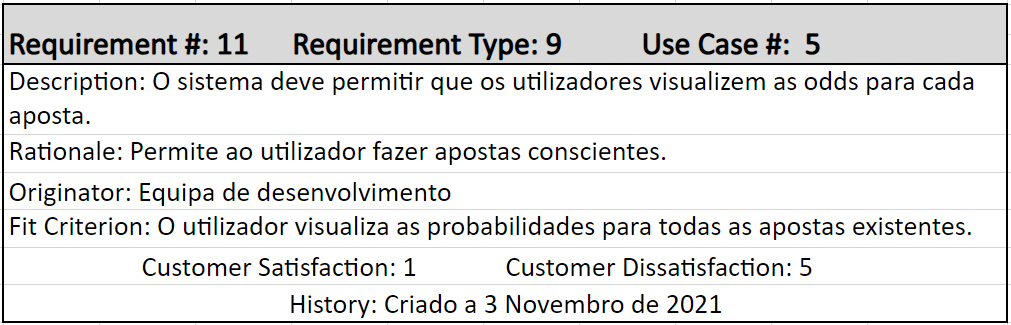 Requirement #: 11 Requirement Type: 9 Use Case #: 5
Description: O sistema deve permitir que os utilizadores visualizem as odds para cada
aposta.
Rationale: Permite ao utilizador fazer apostas conscientes.
Originator: Equipa de desenvolvimento
Fit Criterion: O utilizador visualiza as probabilidades para todas as apostas existentes.
Customer Satisfaction: 1 Customer Dissatisfaction: 5
History: Criado a 3 Novembro de 2021